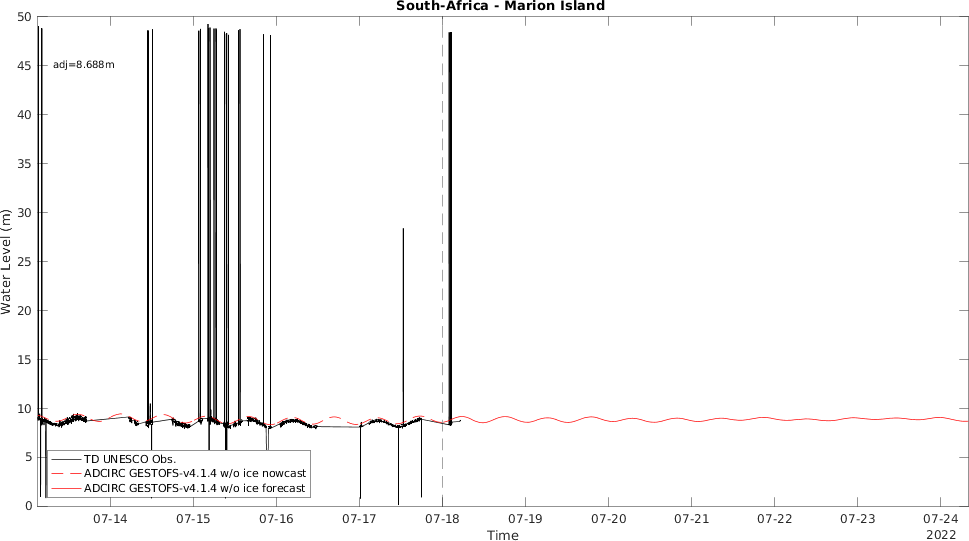 South-Africa - Marion Island
50
45
40
35
30
25
20
15
10
5
0
Water Level (m)
adj=8.688m
TD UNESCO Obs.
ADCIRC GESTOFS-v4.1.4 w/o ice nowcast
ADCIRC GESTOFS-v4.1.4 w/o ice forecast
07-14 07-15 07-16 07-17 07-18 07-19 07-20 07-21 07-22 07-23 07-24
Time
2022